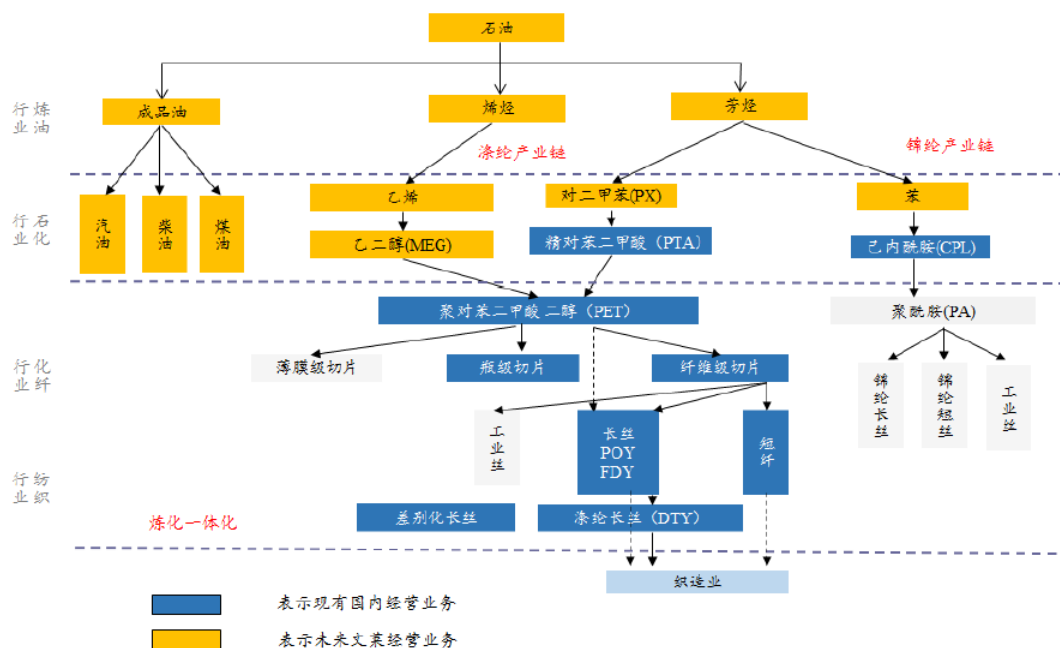 石油
炼油行业
成品油
烯烃
芳烃
涤纶产业链
锦纶产业链
石化行业
汽油
柴油
煤油
乙烯
对二甲苯(PX)
苯
乙二醇(MEG)
精对苯二甲酸（PTA）
己内酰胺(CPL)
聚对苯二甲酸 二醇（PET）
聚酰胺(PA)
化纤行业
薄膜级切片
瓶级切片
纤维级切片
锦纶长丝
锦纶短丝
工业丝
工业丝
长丝
POY
FDY
短纤
纺织行业
炼化一体化
差别化长丝
涤纶长丝（DTY）
织造业
表示现有国内经营业务
表示未来文莱经营业务